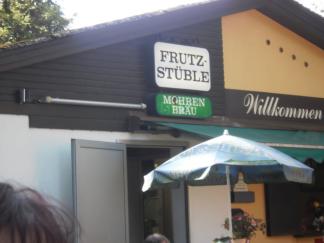 FRUTZ-
STÜBLE
MOHREN
BRÄU
Willkommen